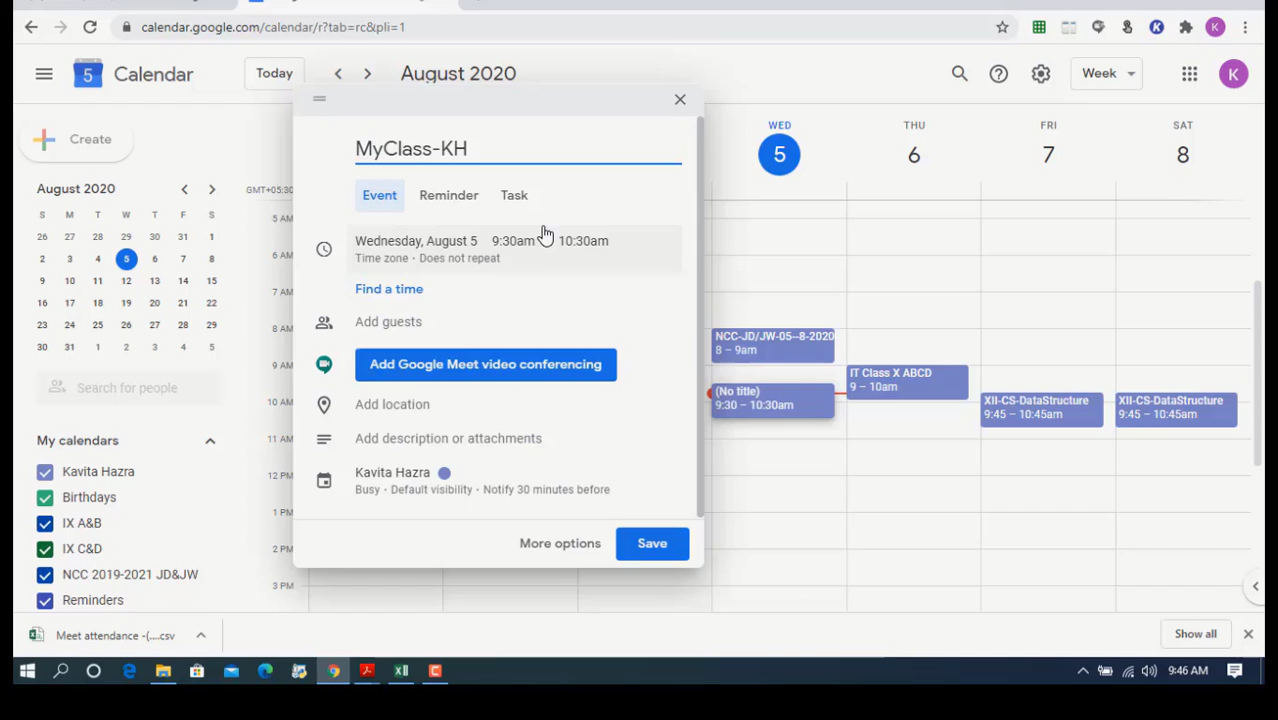 calendar.google.com/calendar/r?tab=rc&pli=1
K
K
5
Calendar
Today
August 2020
Week
K
Create
August 2020
S M T W T F S
26 27 28 29 30 31 1
2 3 4 5 6 7 8
9 10 11 12 13 14 15
16 17 18 19 20 21 22
23 24 25 26 27 28 29
30 31 1 2 3 4 5
Search for people
My calendars
Kavita Hazra
Birthdays
IX A&B
IX C&D
NCC 2019-2021 JD&JW
Reminders
GMT+05:30
5 AM
6 AM
7 AM
8 AM
9 AM
10 AM
11 AM
12 PM
1 PM
2 PM
3 PM
MyClass-KH
Event Reminder Task
Wednesday, August 5 9:30am 10:30am
Time zone · Does not repeat
Find a time
Add guests
Add Google Meet video conferencing
Add location
Add description or attachments
Kavita Hazra
Busy · Default visibility · Notify 30 minutes before
More options
Save
WED
5
THU
6
FRI
7
SAT
8
NCC-JD/JW-05--8-2020
8 – 9am
(No title)
9:30 – 10:30am
IT Class X ABCD
9 – 10am
XII-CS-DataStructure
9:45 – 10:45am
XII-CS-DataStructure
9:45 – 10:45am
Meet attendance -(....csv
Show all
9:46 AM